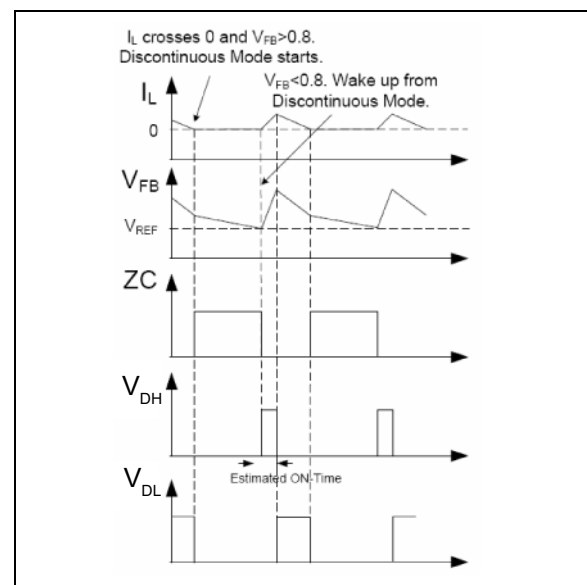 I_L crosses 0 and V_FB>0.8.
Discontinuous Mode starts.
V_FB<0.8. Wake up from
Discontinuous Mode.
I_L
0
V_FB
V_REF
ZC
V_DH
Estimated ON-Time
V_DL